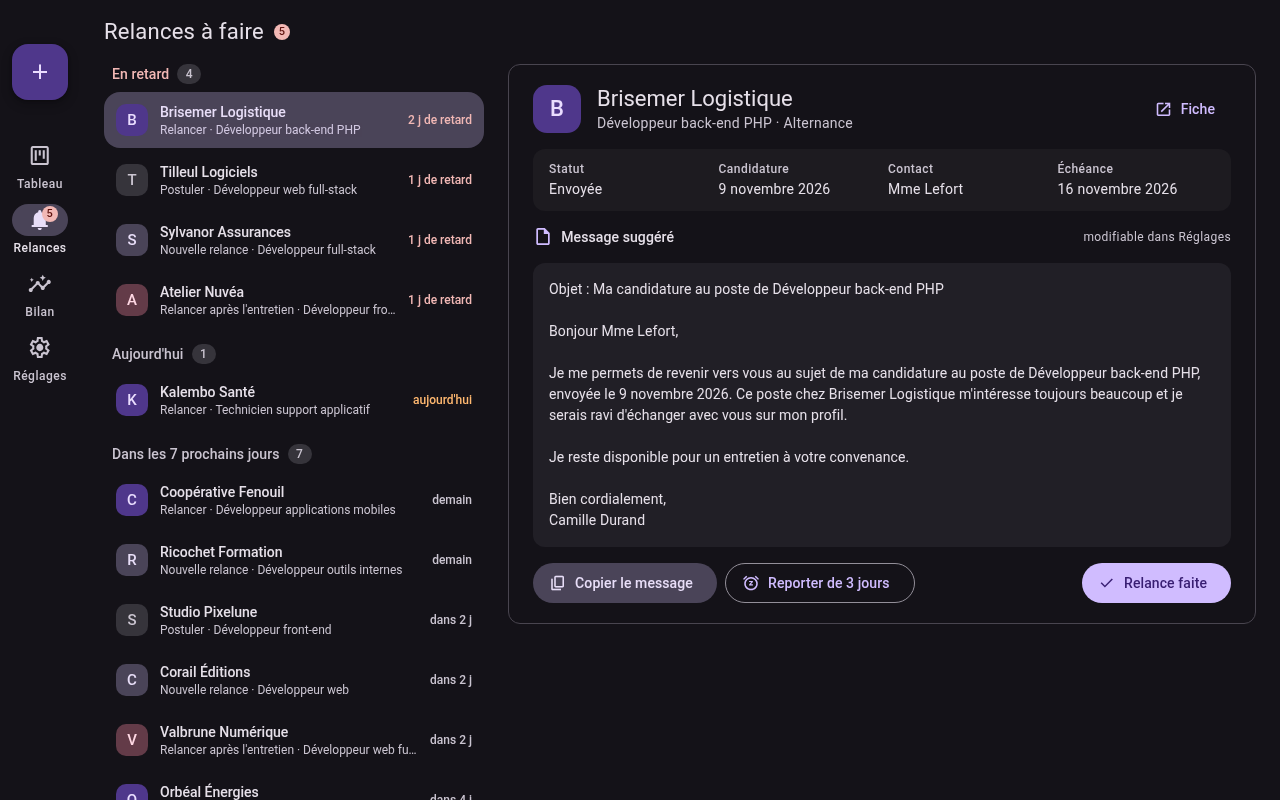 Relances à faire 5
+
Tableau
5
Relances
Bilan
Réglages
En retard 4
B
Brisemer Logistique
Relancer · Développeur back-end PHP
2 j de retard
T
Tilleul Logiciels
Postuler · Développeur web full-stack
1 j de retard
S
Sylvanor Assurances
Nouvelle relance · Développeur full-stack
1 j de retard
A
Atelier Nuvéa
Relancer après l'entretien · Développeur fro…
1 j de retard
Aujourd'hui 1
K
Kalembo Santé
Relancer · Technicien support applicatif
aujourd'hui
Dans les 7 prochains jours 7
C
Coopérative Fenouil
Relancer · Développeur applications mobiles
demain
R
Ricochet Formation
Nouvelle relance · Développeur outils internes
demain
S
Studio Pixelune
Postuler · Développeur front-end
dans 2 j
C
Corail Éditions
Nouvelle relance · Développeur web
dans 2 j
V
Valbrune Numérique
Relancer après l'entretien · Développeur web fu…
dans 2 j
O
Orbéal Énergies
dans 4 j
B
Brisemer Logistique
Développeur back-end PHP · Alternance
Fiche
Statut
Envoyée
Candidature
9 novembre 2026
Contact
Mme Lefort
Échéance
16 novembre 2026
Message suggéré
modifiable dans Réglages
Objet : Ma candidature au poste de Développeur back-end PHP
Bonjour Mme Lefort,
Je me permets de revenir vers vous au sujet de ma candidature au poste de Développeur back-end PHP,
envoyée le 9 novembre 2026. Ce poste chez Brisemer Logistique m'intéresse toujours beaucoup et je
serais ravi d'échanger avec vous sur mon profil.
Je reste disponible pour un entretien à votre convenance.
Bien cordialement,
Camille Durand
Copier le message
Reporter de 3 jours
Relance faite